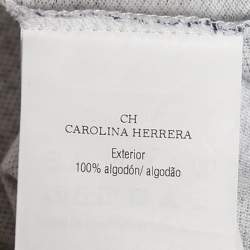 CH
CAROLINA HERRERA
Exterior
100% algodón/ algodão